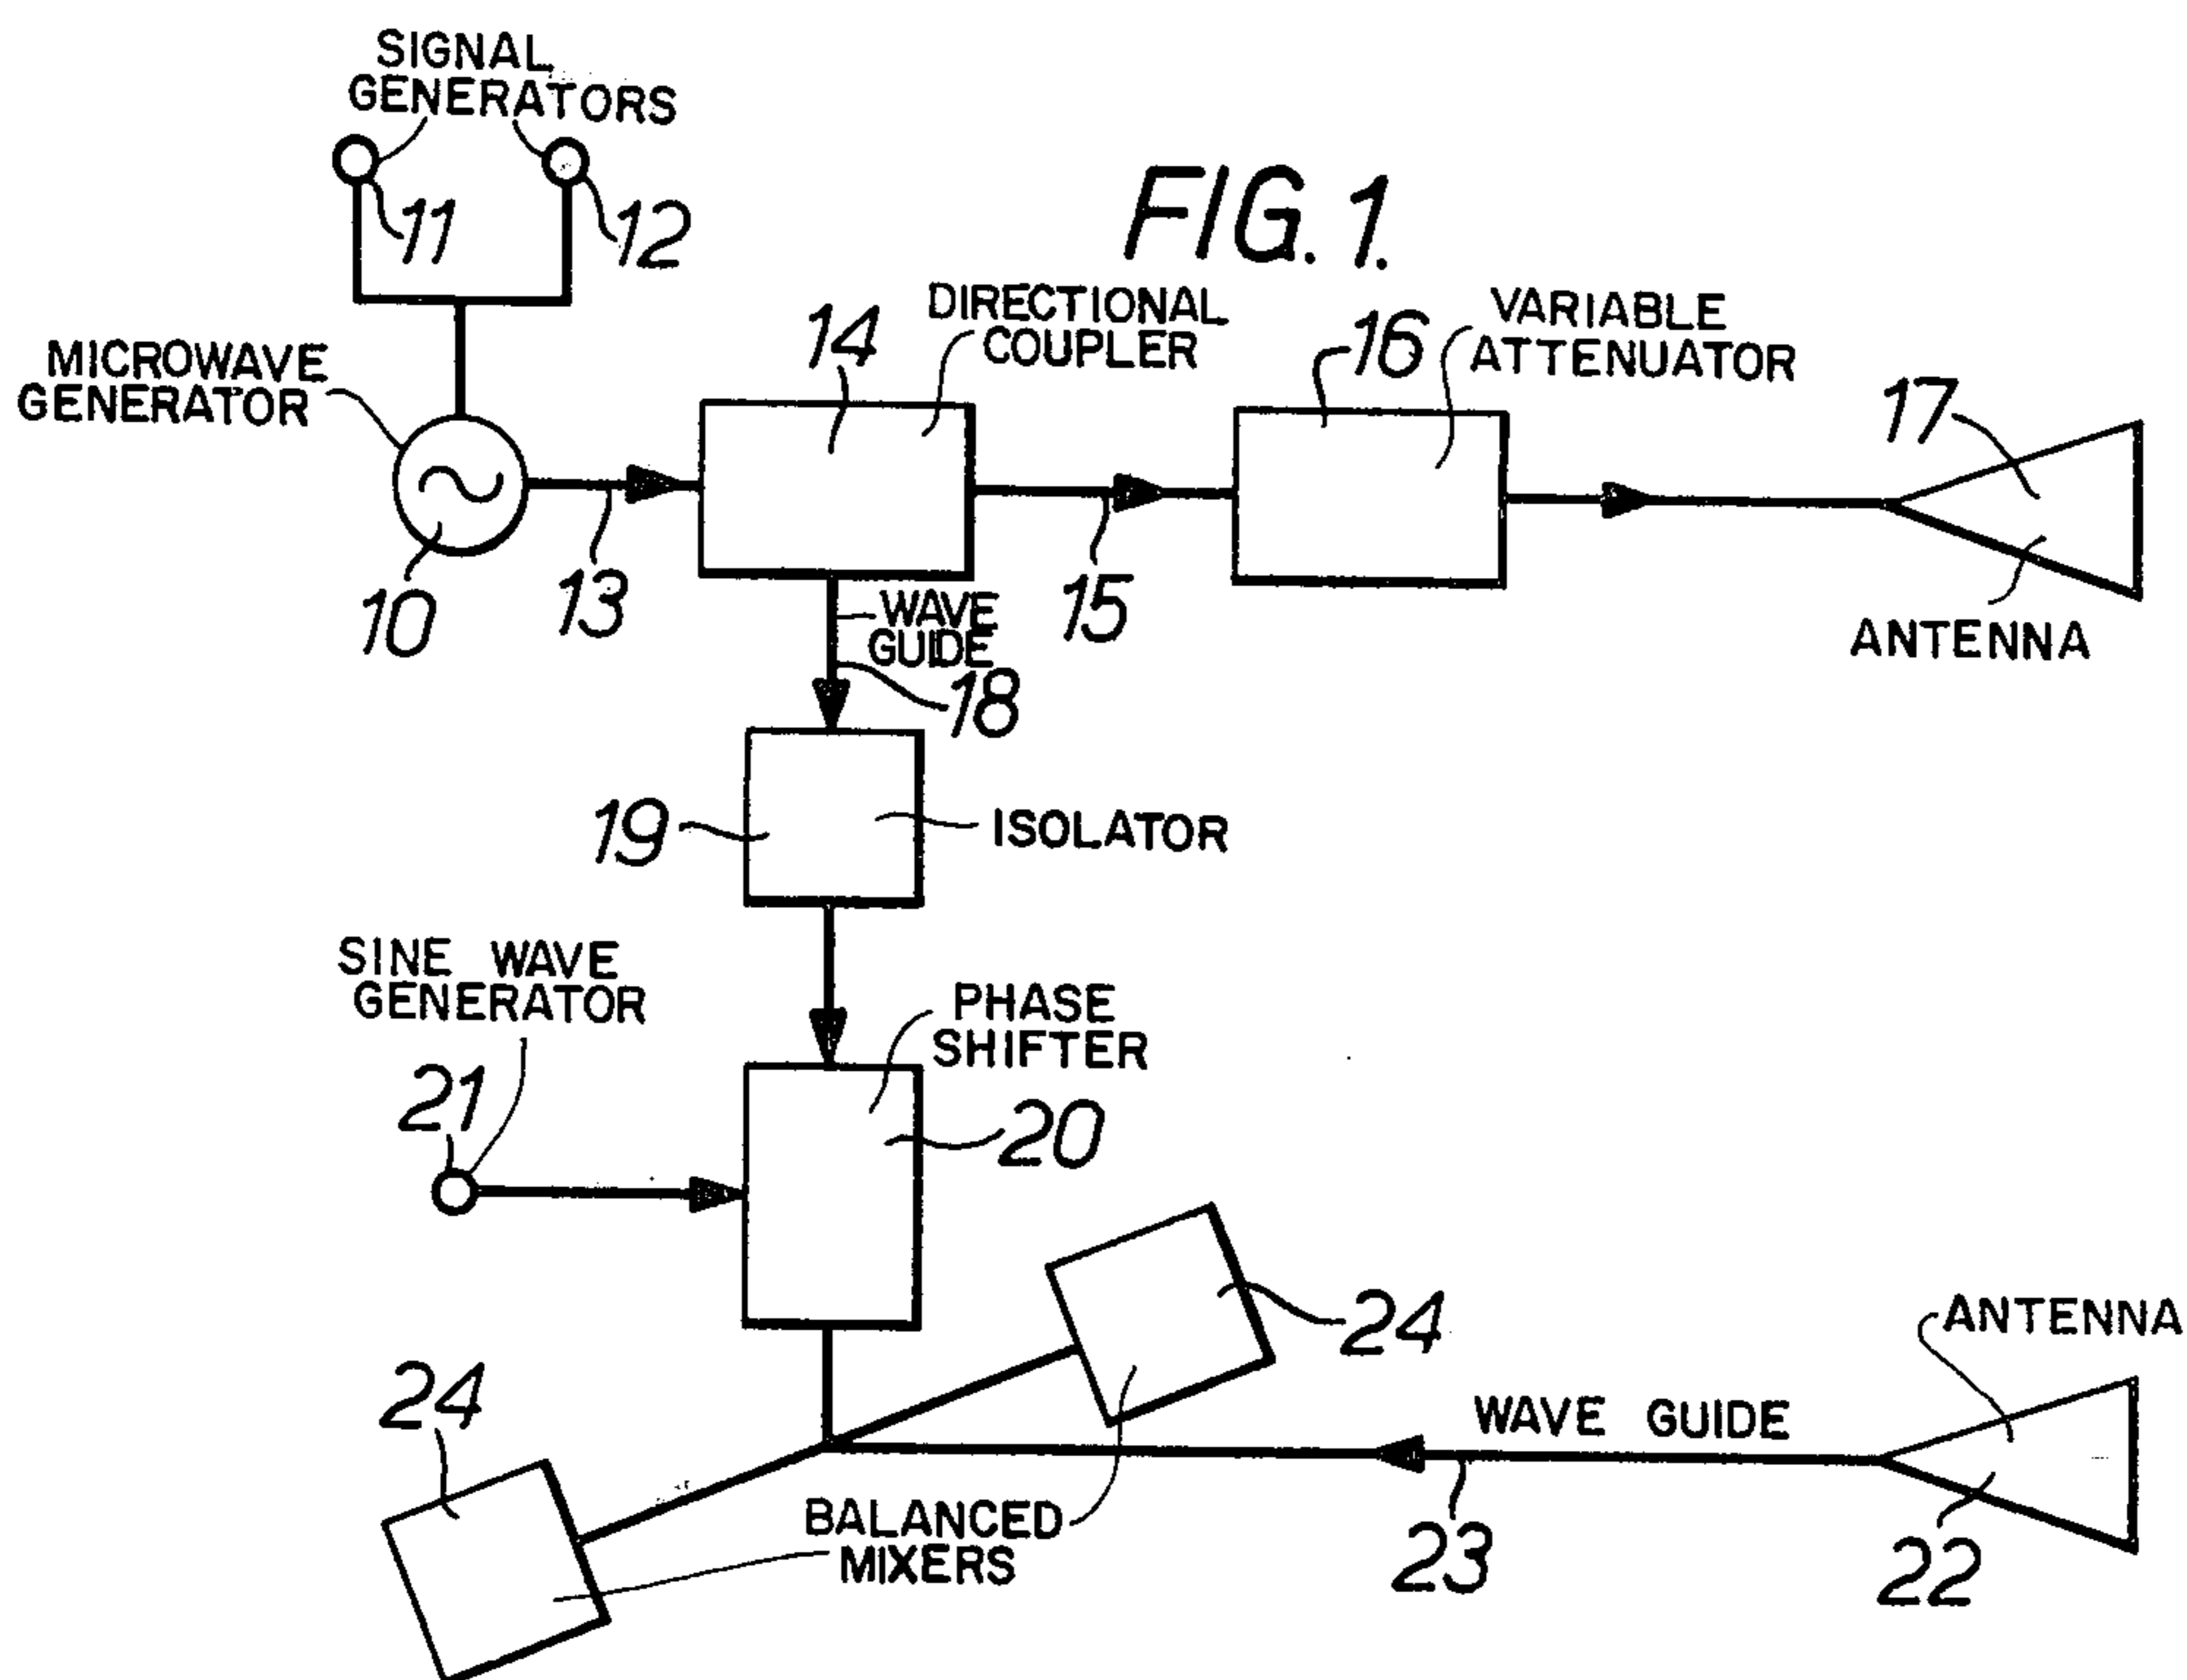 SIGNAL
GENERATORS
11
12
FIG. 1.
MICROWAVE
GENERATOR
10
13
14
DIRECTIONAL
COUPLER
15
16
VARIABLE
ATTENUATOR
17
ANTENNA
WAVE
GUIDE
18
19
ISOLATOR
SINE WAVE
GENERATOR
21
PHASE
SHIFTER
20
24
24
BALANCED
MIXERS
WAVE GUIDE
23
ANTENNA
22